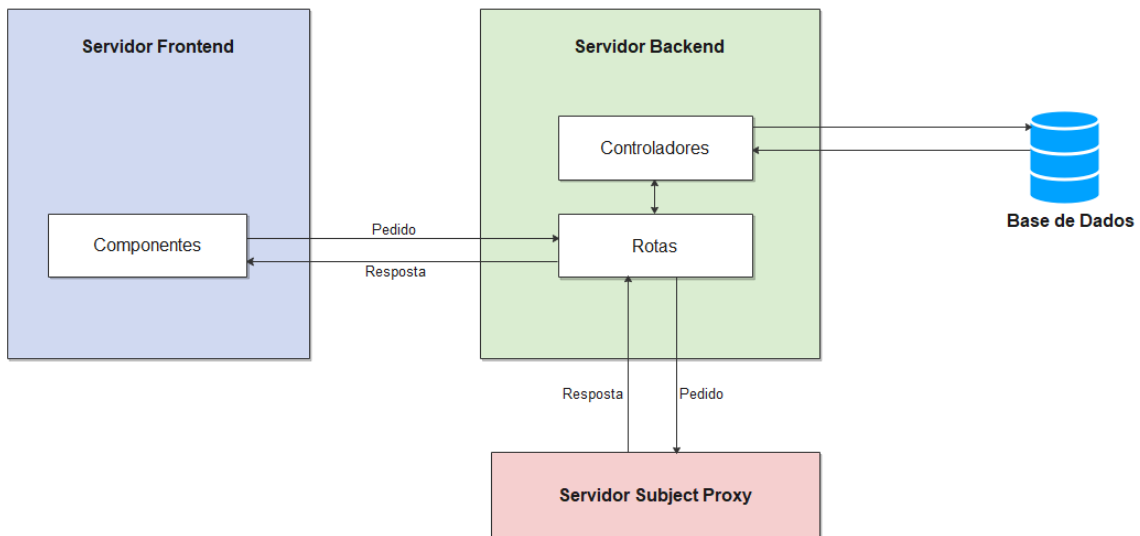 Servidor Frontend
Servidor Backend
Controladores
Base de Dados
Componentes
Pedido
Resposta
Rotas
Resposta
Pedido
Servidor Subject Proxy